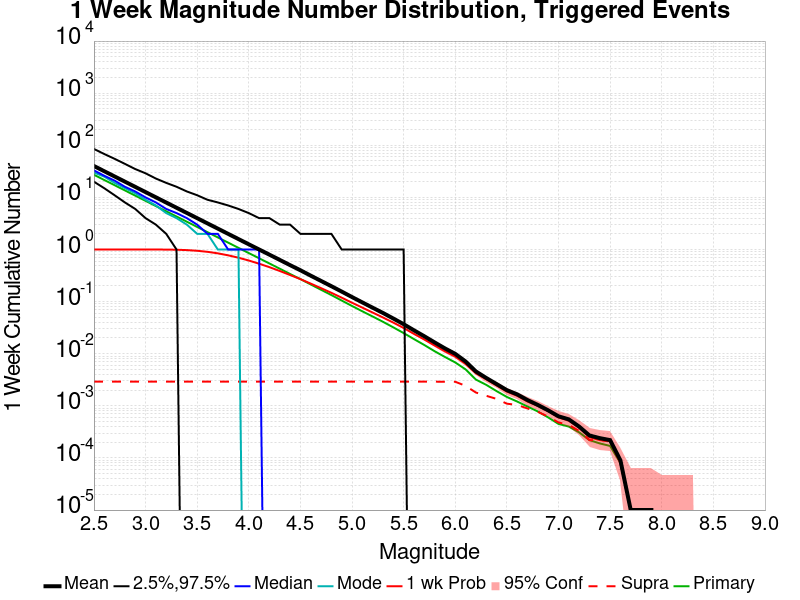 1 Week Magnitude Number Distribution, Triggered Events
1 Week Cumulative Number
10^4
10^3
10^2
10^1
10^0
10^-1
10^-2
10^-3
10^-4
10^-5
2.5 3.0 3.5 4.0 4.5 5.0 5.5 6.0 6.5 7.0 7.5 8.0 8.5 9.0
Magnitude
Mean 2.5%,97.5% Median Mode 1 wk Prob 95% Conf Supra Primary